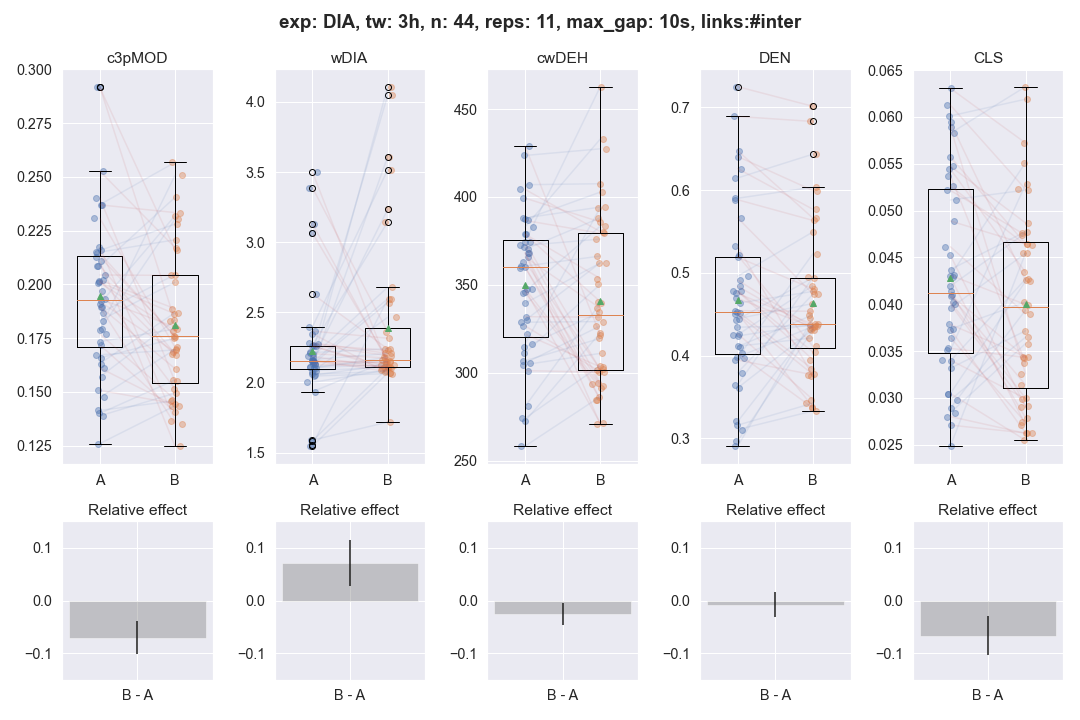 exp: DIA, tw: 3h, n: 44, reps: 11, max_gap: 10s, links:#inter
c3pMOD
0.300
0.275
0.250
0.225
0.200
0.175
0.150
0.125
A B
wDIA
4.0
3.5
3.0
2.5
2.0
1.5
A B
cwDEH
450
400
350
300
250
A B
DEN
0.7
0.6
0.5
0.4
0.3
A B
CLS
0.065
0.060
0.055
0.050
0.045
0.040
0.035
0.030
0.025
A B
Relative effect
0.1
0.0
−0.1
B - A
Relative effect
0.1
0.0
−0.1
B - A
Relative effect
0.1
0.0
−0.1
B - A
Relative effect
0.1
0.0
−0.1
B - A
Relative effect
0.1
0.0
−0.1
B - A